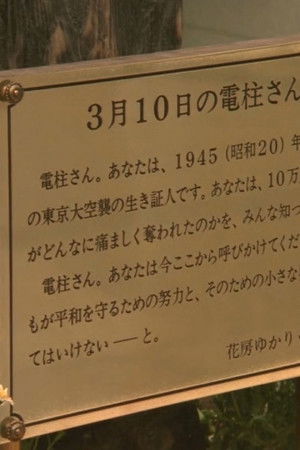 3月10日の電柱さん
電柱さん。あなたは、1945(昭和20)年
の東京大空襲の生き証人です。あなたは、10万
がどんなに痛ましく奪われたのかを、みんな知っ
電柱さん。あなたは今ここから呼びかけてくだ
もが平和を守るための努力と、そのための小さな
てはいけない──と。
花房ゆかり